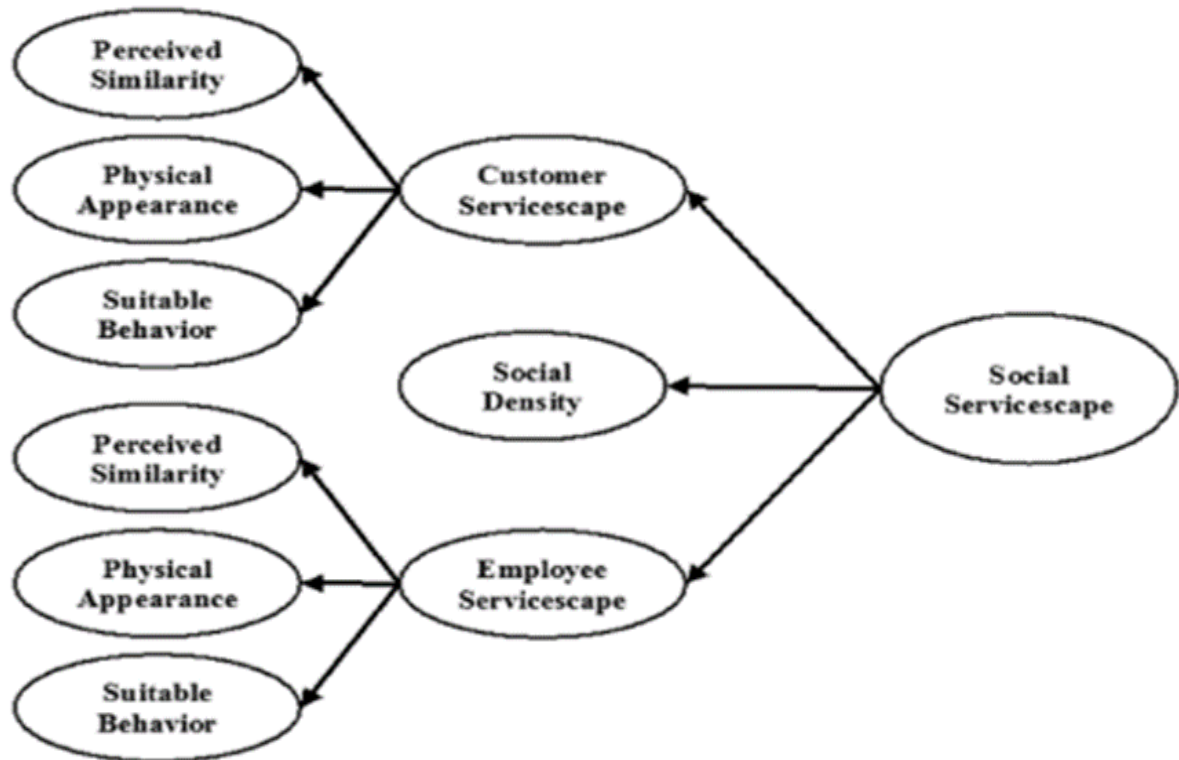 Perceived
Similarity
Physical
Appearance
Suitable
Behavior
Customer
Servicescape
Social
Density
Social
Servicescape
Perceived
Similarity
Physical
Appearance
Suitable
Behavior
Employee
Servicescape